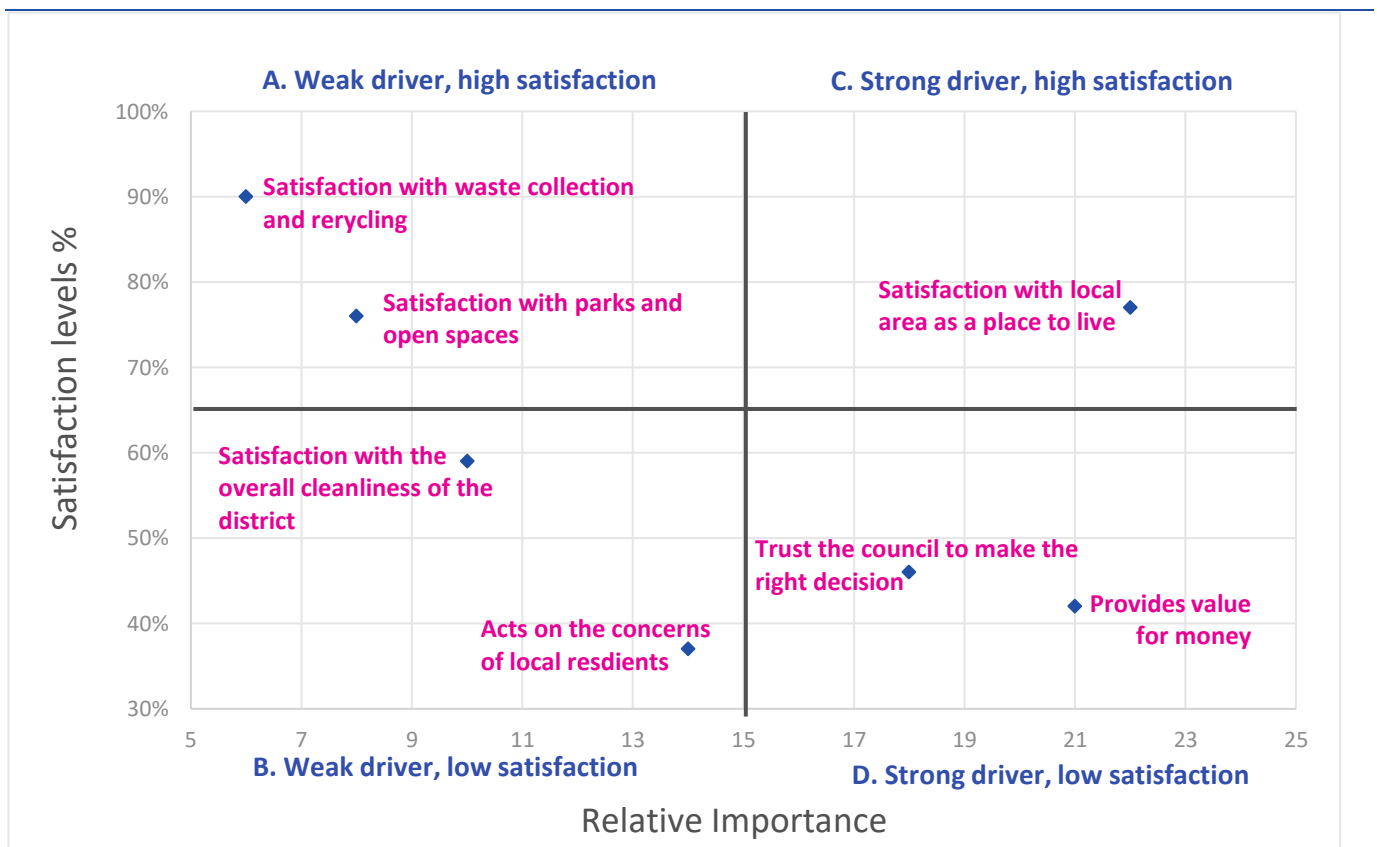 A. Weak driver, high satisfaction
C. Strong driver, high satisfaction
Satisfaction levels %
100%
90%
80%
70%
60%
50%
40%
30%
Satisfaction with waste collection
and rerycling
Satisfaction with parks and
open spaces
Satisfaction with local
area as a place to live
Satisfaction with the
overall cleanliness of the
district
Trust the council to make the
right decision
Provides value
for money
Acts on the concerns
of local resdients
5 7 9 11 13 15 17 19 21 23 25
B. Weak driver, low satisfaction
D. Strong driver, low satisfaction
Relative Importance